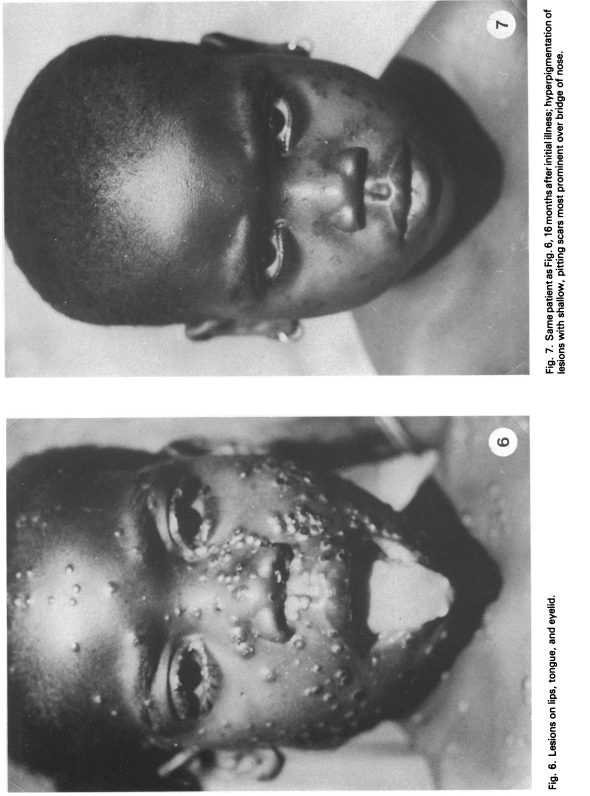 7
Fig. 7. Same patient as Fig. 6, 16 months after initial illness; hyperpigmentation of
lesions with shallow, pitting scars most prominent over bridge of nose.
6
Fig. 6. Lesions on lips, tongue, and eyelid.